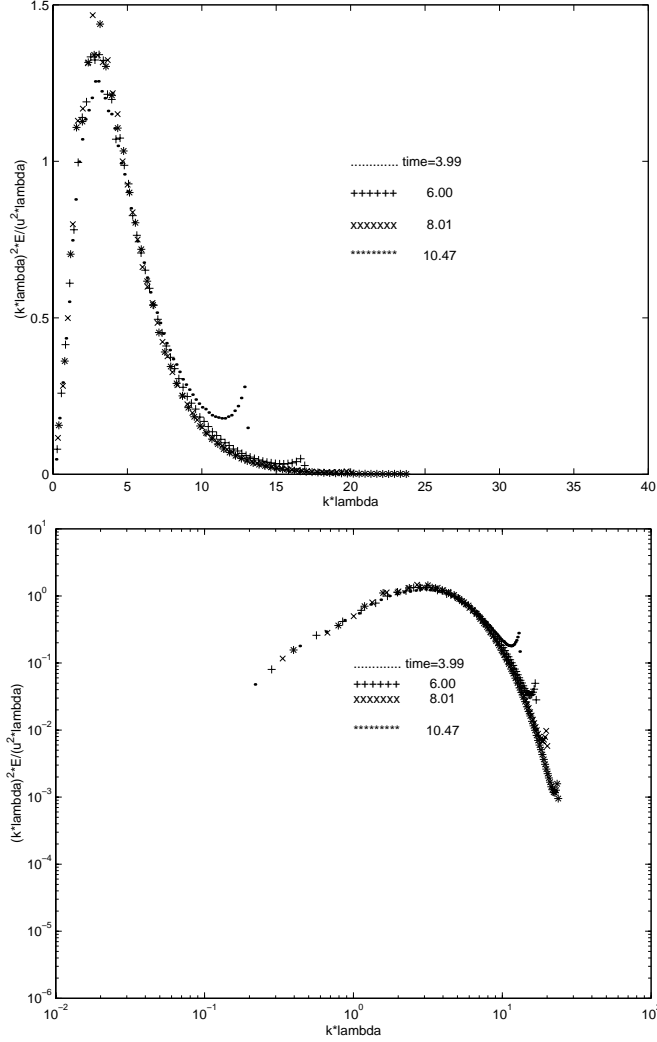 1.5
1
0.5
0
(k*lambda)^2*E/(u^2*lambda)
............. time=3.99
++++++ 6.00
xxxxxxx 8.01
********* 10.47
0 5 10 15 20 25 30 35 40
k*lambda
10^1
10^0
10^-1
10^-2
10^-3
10^-4
10^-5
10^-6
(k*lambda)^2*E/(u^2*lambda)
............. time=3.99
++++++ 6.00
xxxxxxx 8.01
********* 10.47
10^-2 10^-1 10^0 10^1
k*lambda